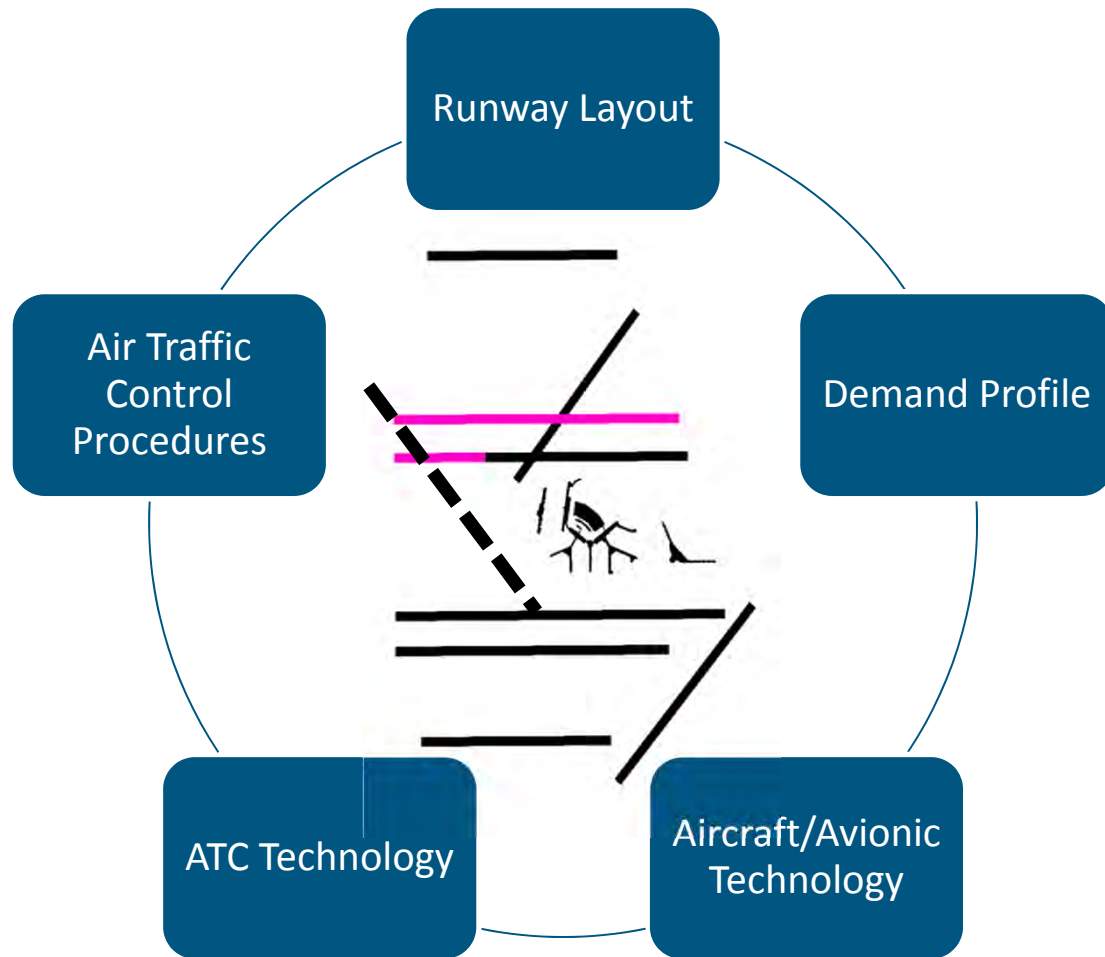 Runway Layout
Air Traffic
Control
Procedures
Demand Profile
ATC Technology
Aircraft/Avionic
Technology